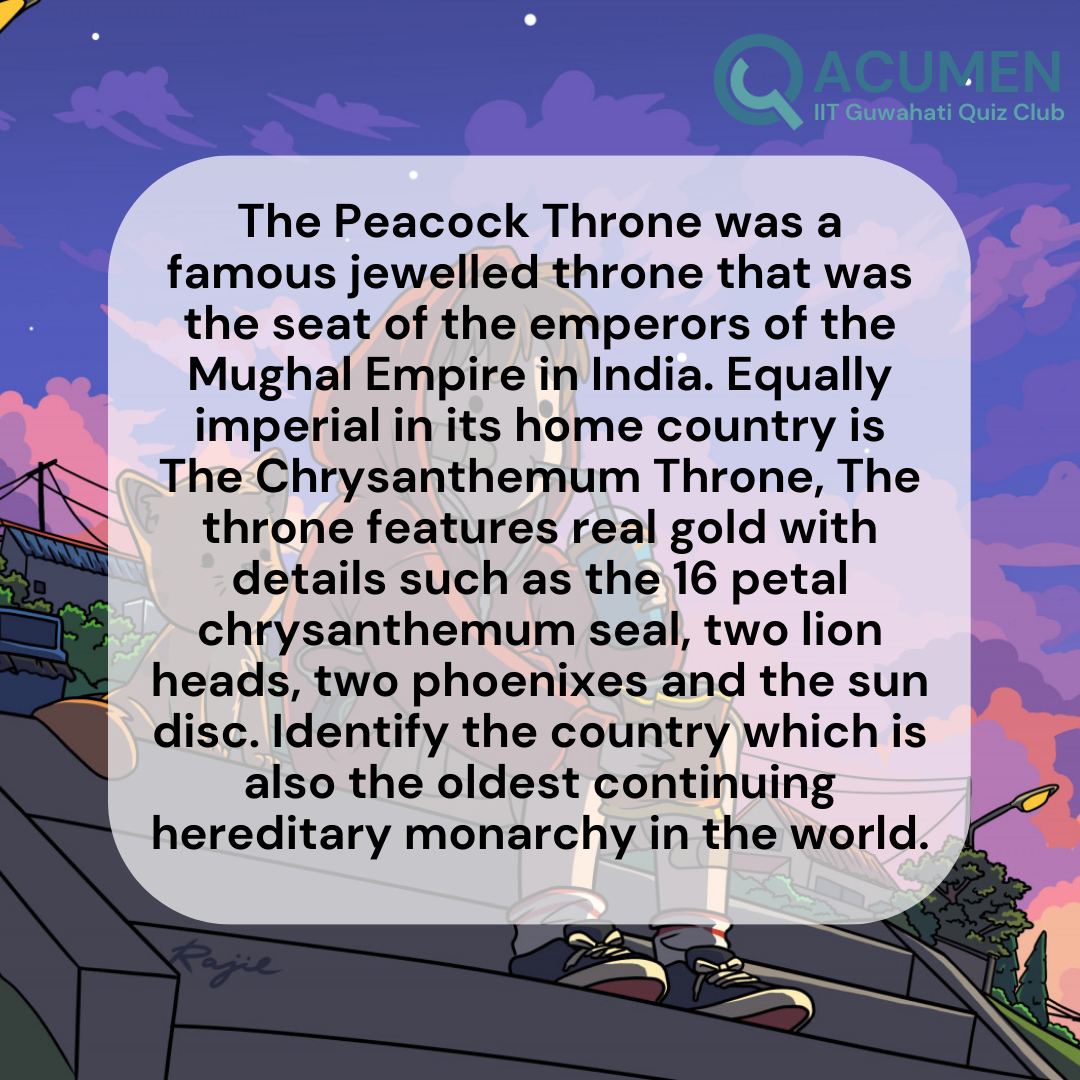 ACUMEN
IIT Guwahati Quiz Club
The Peacock Throne was a
famous jewelled throne that was
the seat of the emperors of the
Mughal Empire in India. Equally
imperial in its home country is
The Chrysanthemum Throne, The
throne features real gold with
details such as the 16 petal
chrysanthemum seal, two lion
heads, two phoenixes and the sun
disc. Identify the country which is
also the oldest continuing
hereditary monarchy in the world.
Rajie